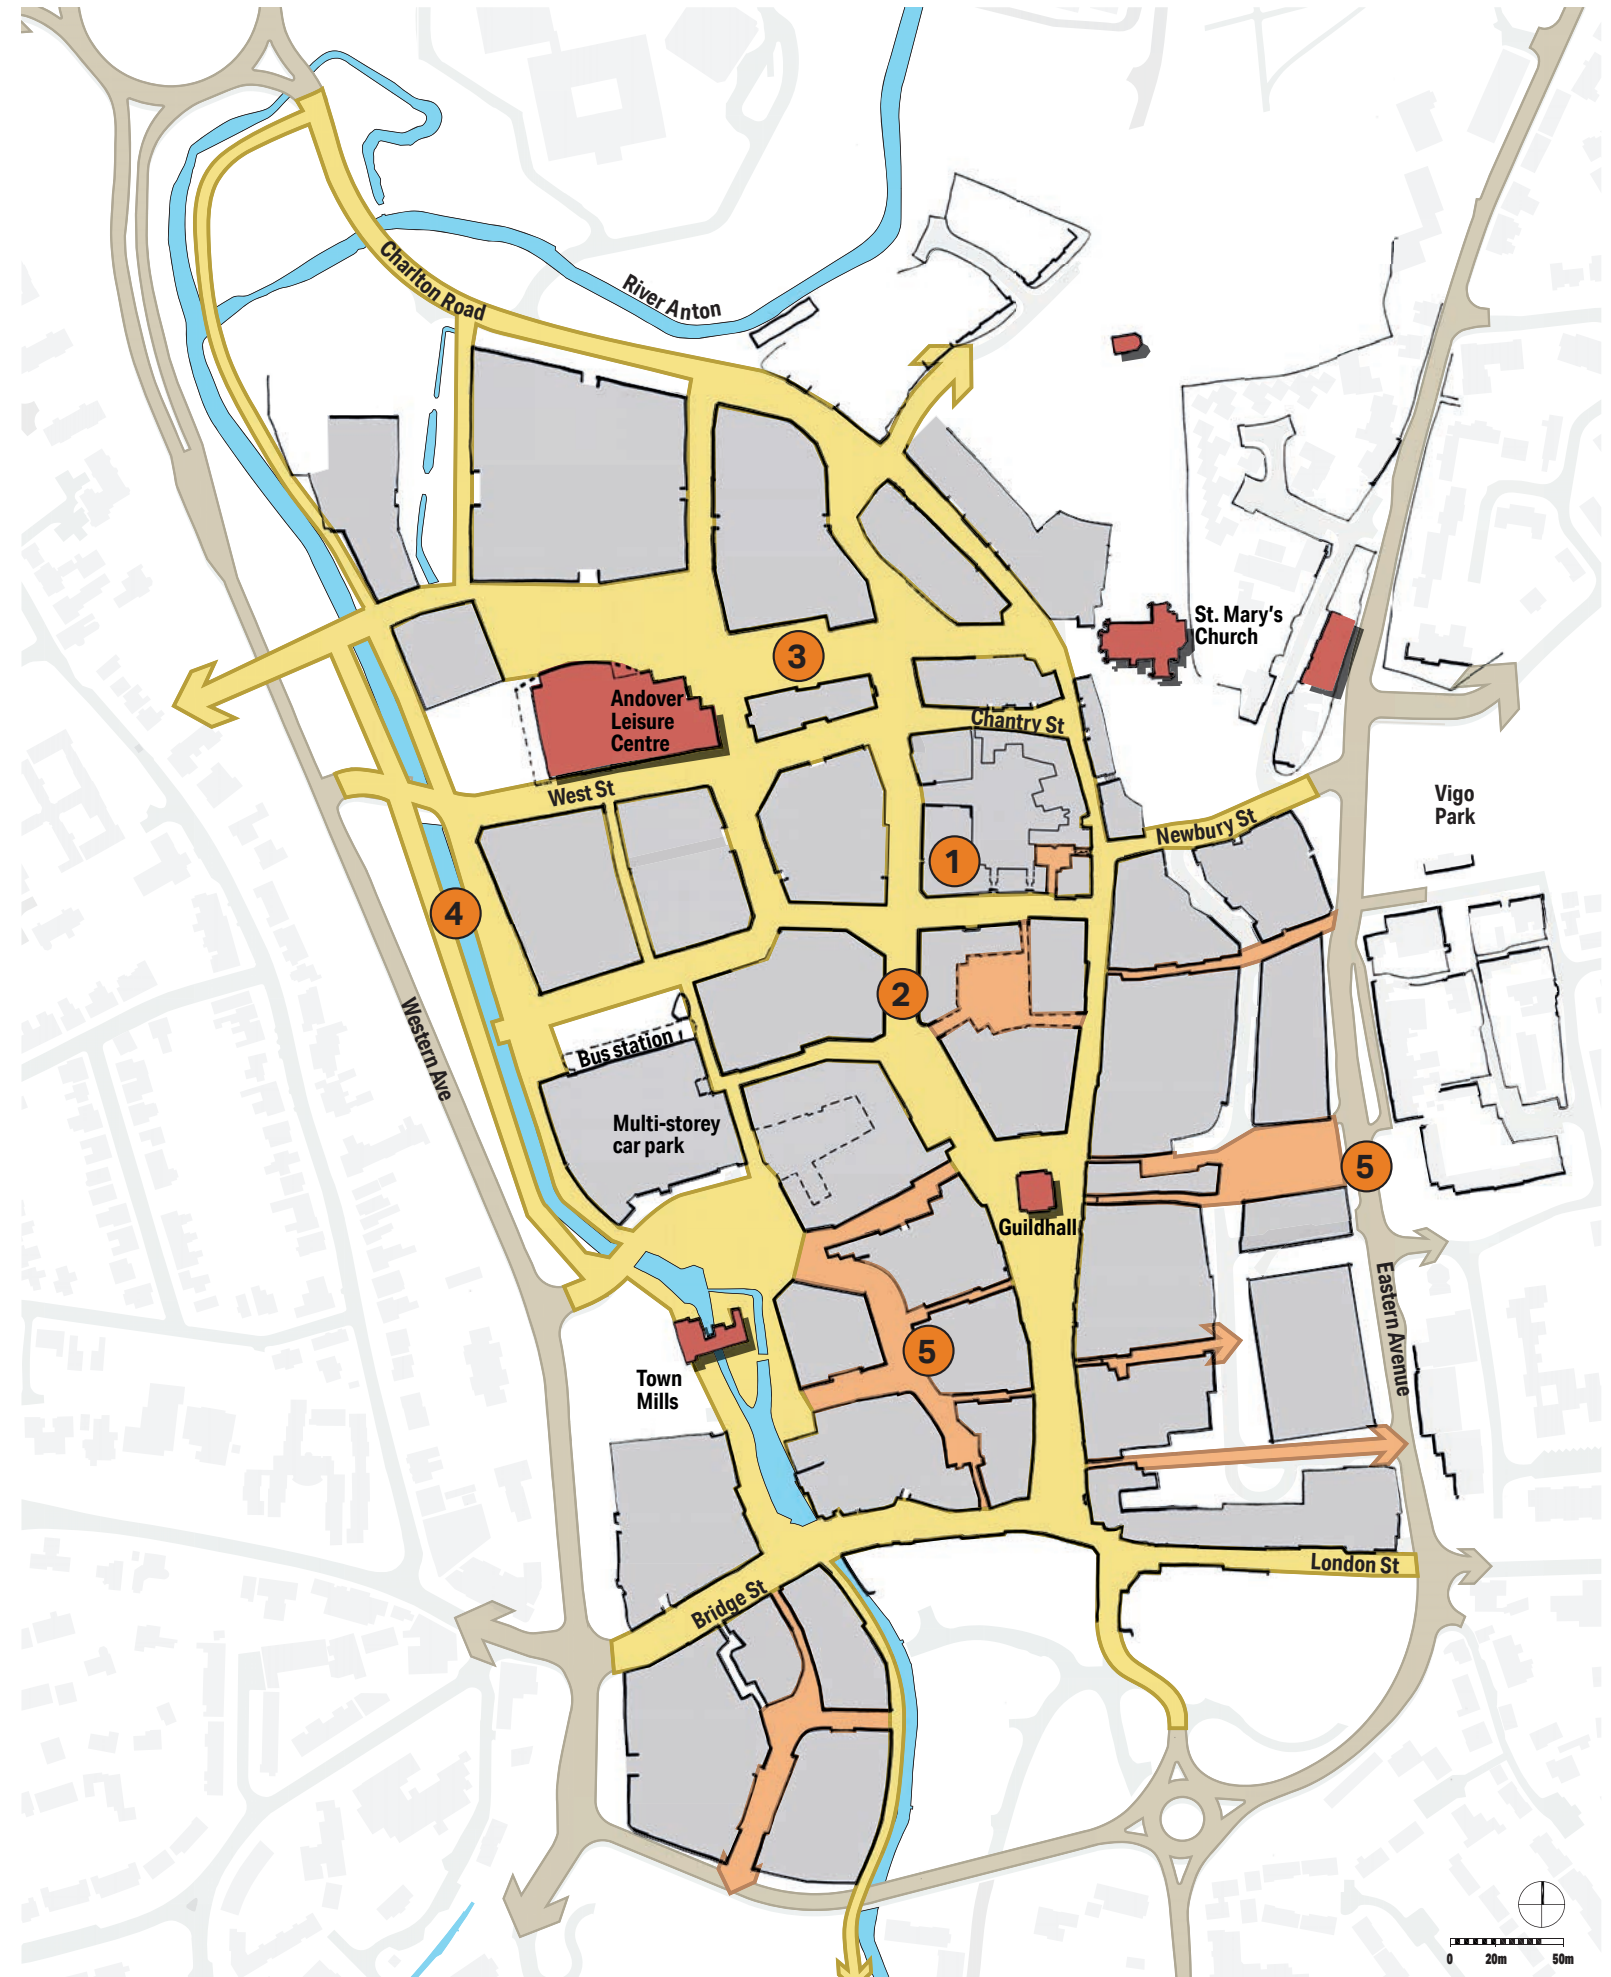 Charlton Road
River Anton
St. Mary's
Church
3
Andover
Leisure
Centre
Chantry St
West St
Vigo
Park
Newbury St
1
4
2
Western Ave
Bus station
Multi-storey
car park
5
Guildhall
Eastern Avenue
5
Town
Mills
London St
Bridge St
0 20m 50m